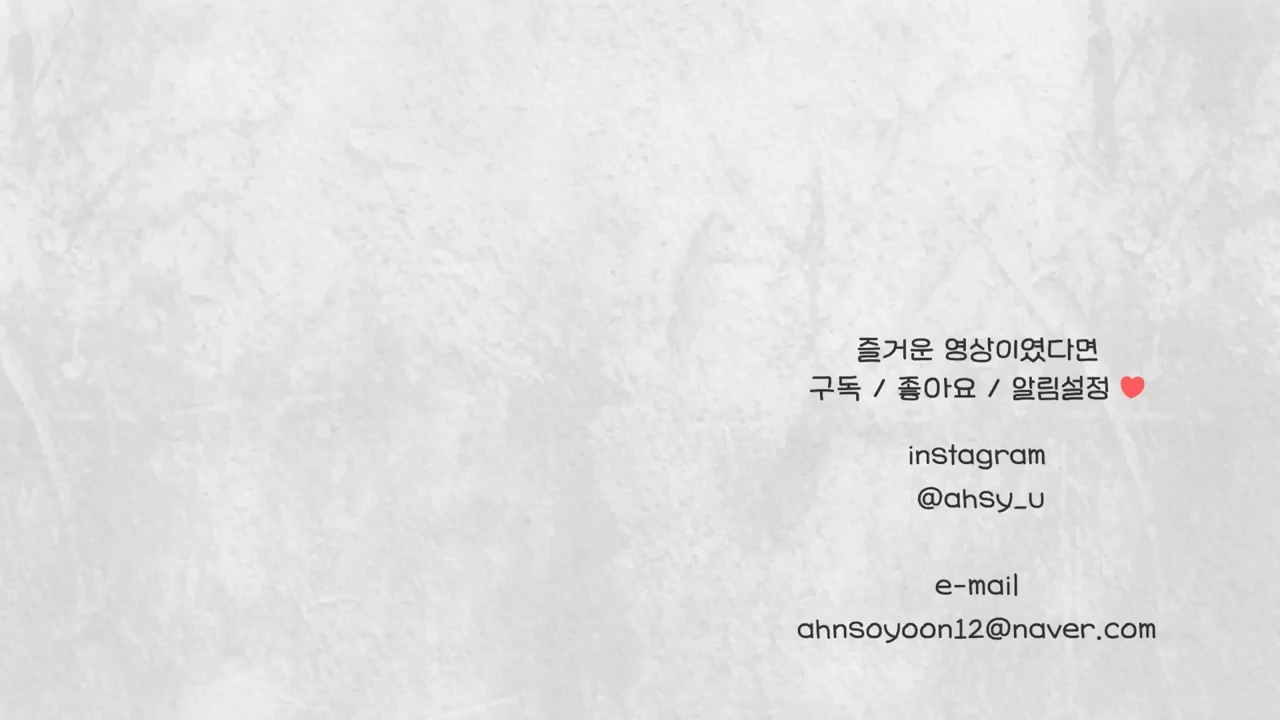 즐거운 영상이였다면
구독 / 좋아요 / 알림설정 ❤
instagram
@ahsy_u
e-mail
ahnsoyoon12@naver.com